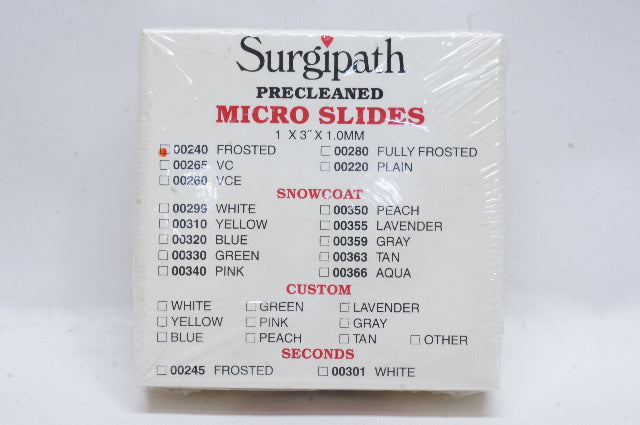 Surgipath
PRECLEANED
MICRO SLIDES
1 X 3" X 1.0MM
00240 FROSTED 00280 FULLY FROSTED
00265 VC 00220 PLAIN
00260 VCE
SNOWCOAT
00299 WHITE 00350 PEACH
00310 YELLOW 00355 LAVENDER
00320 BLUE 00359 GRAY
00330 GREEN 00363 TAN
00340 PINK 00366 AQUA
CUSTOM
WHITE GREEN LAVENDER
YELLOW PINK GRAY
BLUE PEACH TAN OTHER
SECONDS
00245 FROSTED 00301 WHITE